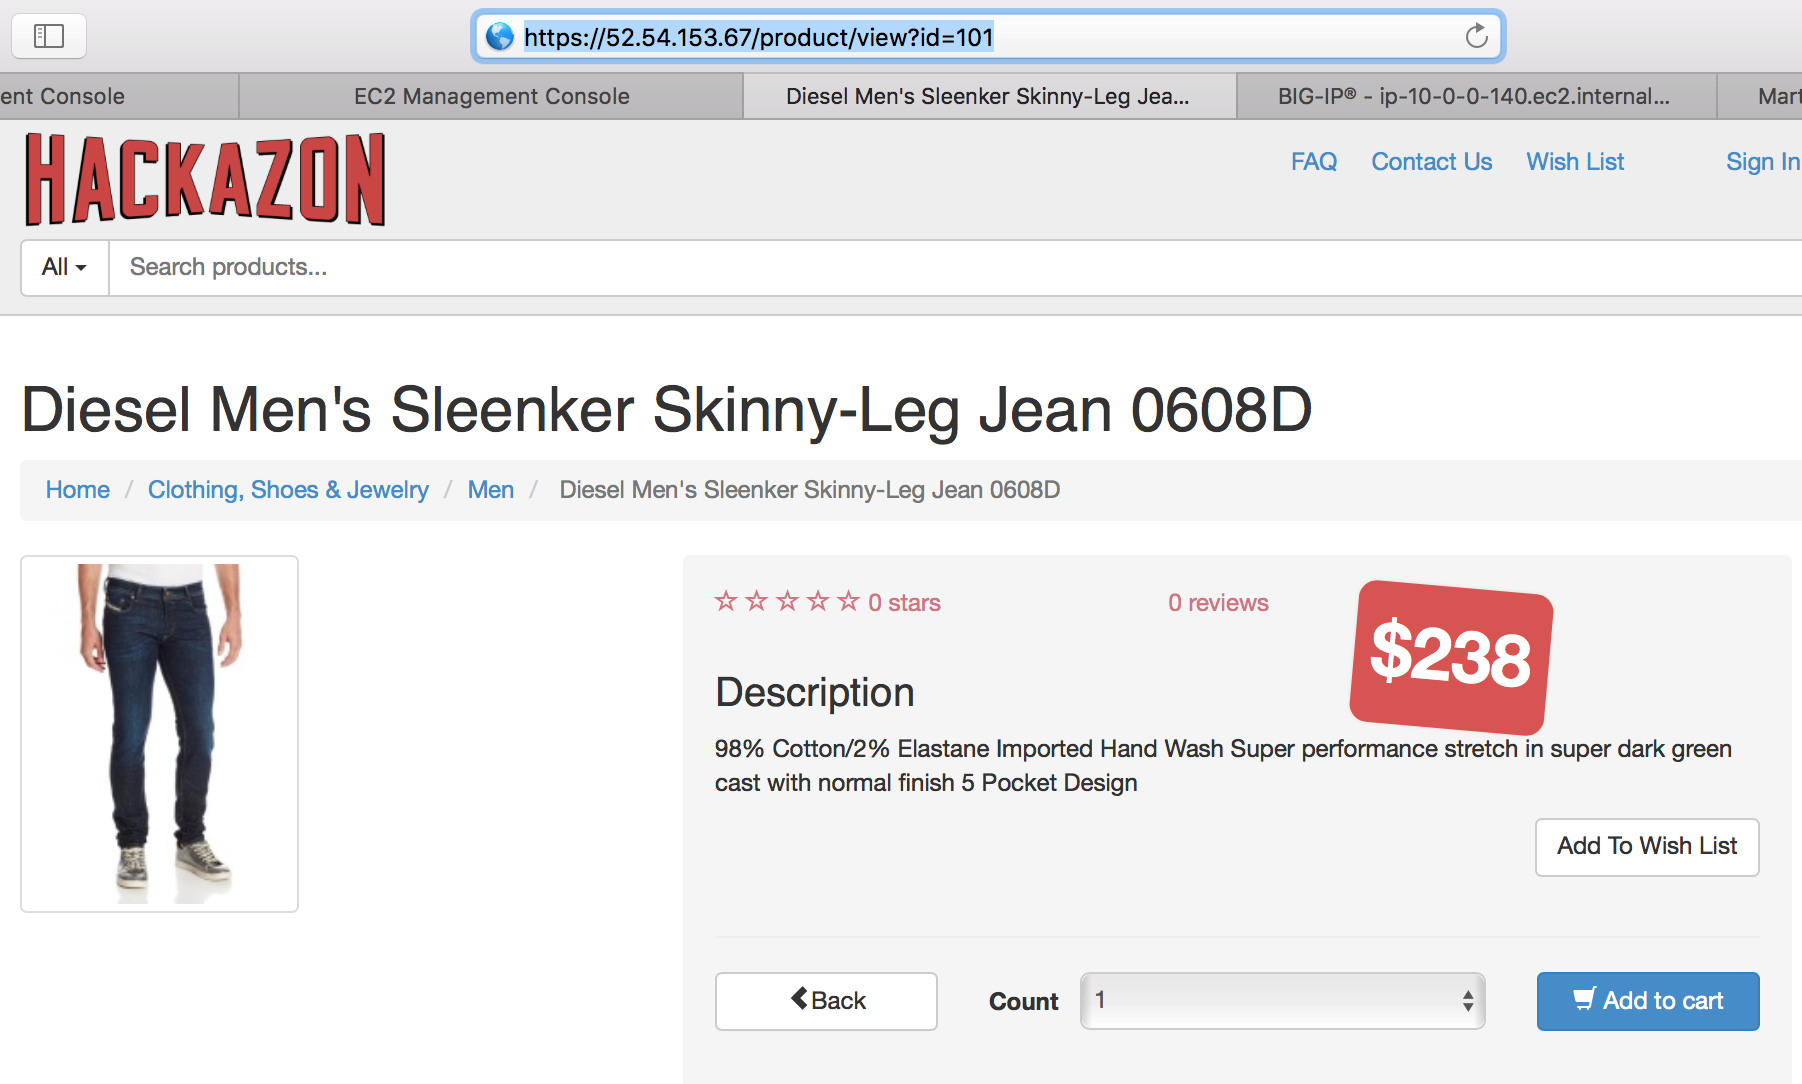 https://52.54.153.67/product/view?id=101
ent Console
EC2 Management Console
Diesel Men's Sleenker Skinny-Leg Jea...
BIG-IP® - ip-10-0-0-140.ec2.internal...
Mart
HACKAZON
FAQ Contact Us Wish List Sign In
All Search products...
Diesel Men's Sleenker Skinny-Leg Jean 0608D
Home / Clothing, Shoes & Jewelry / Men / Diesel Men's Sleenker Skinny-Leg Jean 0608D
0 stars
0 reviews
$238
Description
98% Cotton/2% Elastane Imported Hand Wash Super performance stretch in super dark green
cast with normal finish 5 Pocket Design
Add To Wish List
Back
Count
1
Add to cart